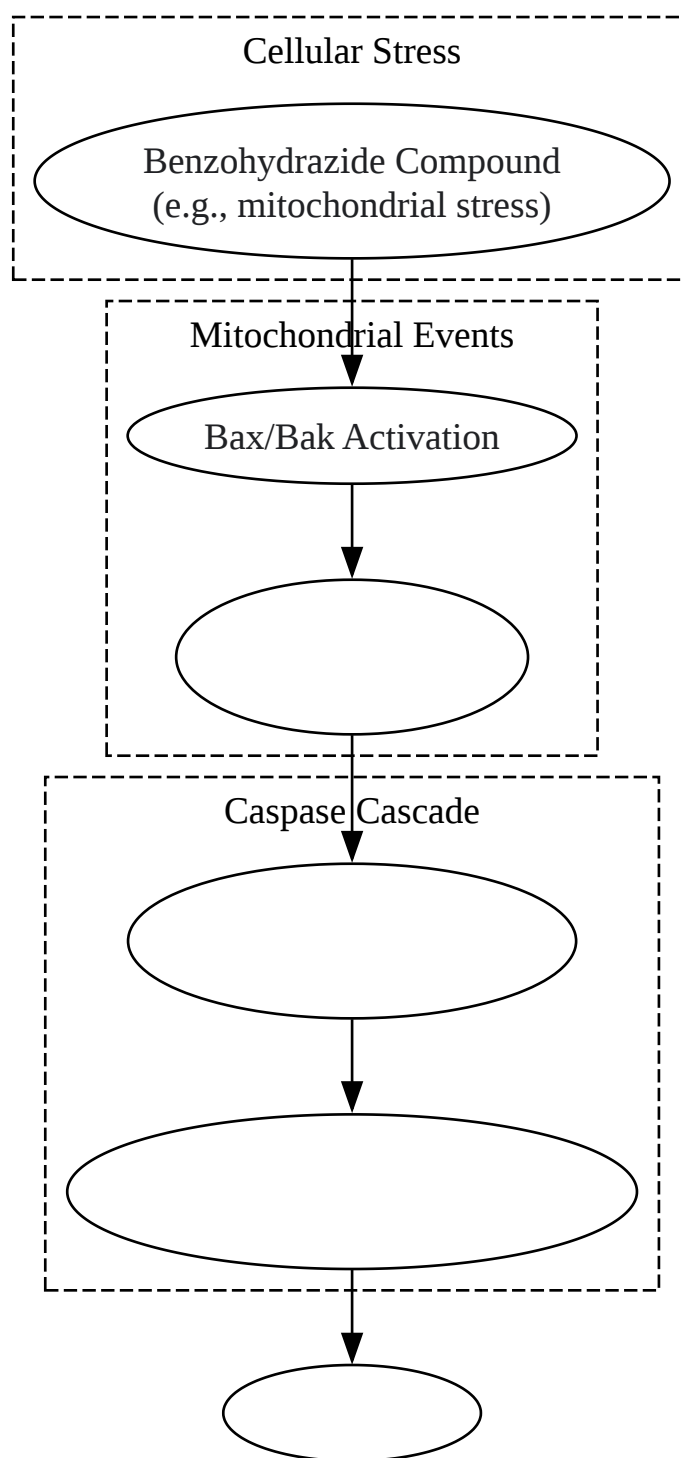 Cellular Stress
Benzohydrazide Compound
(e.g., mitochondrial stress)
Mitochondrial Events
Bax/Bak Activation
Caspase Cascade